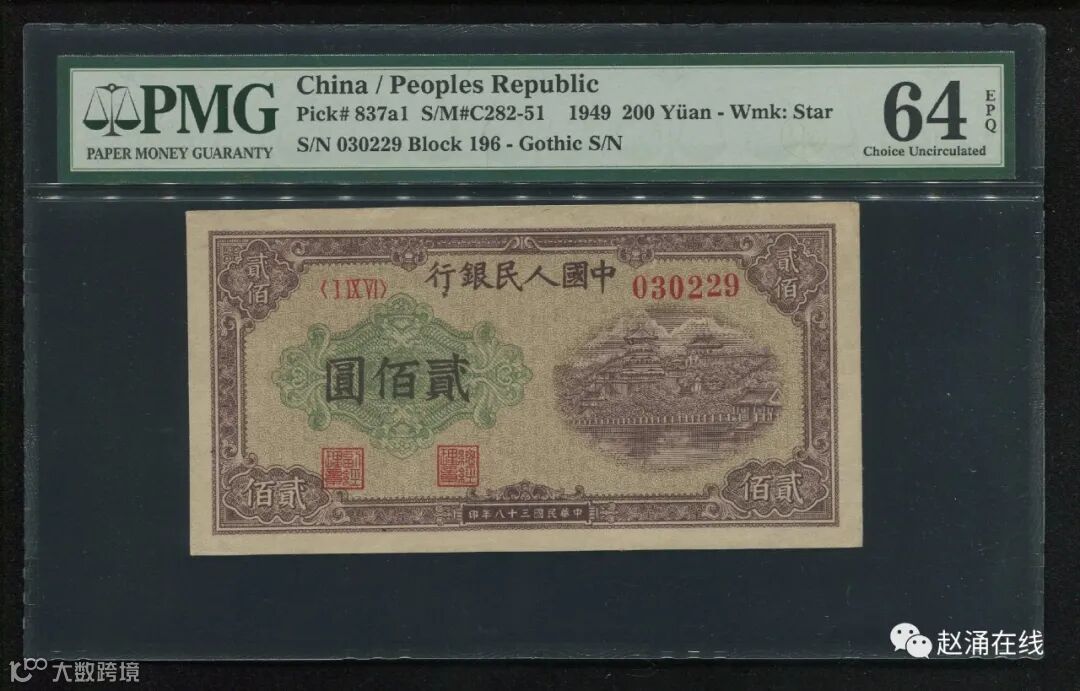 PMG
PAPER MONEY GUARANTY
China / Peoples Republic
Pick# 837a1 S/M#C282-51 1949 200 Yüan - Wmk: Star
S/N 030229 Block 196 - Gothic S/N
64
EPQ
Choice Uncirculated
貳佰
行銀民人國中
貳佰
〈I IX VI〉
030229
圓佰貳
佰貳
印年八十三國民華中
佰貳
赵涌在线
大数跨境